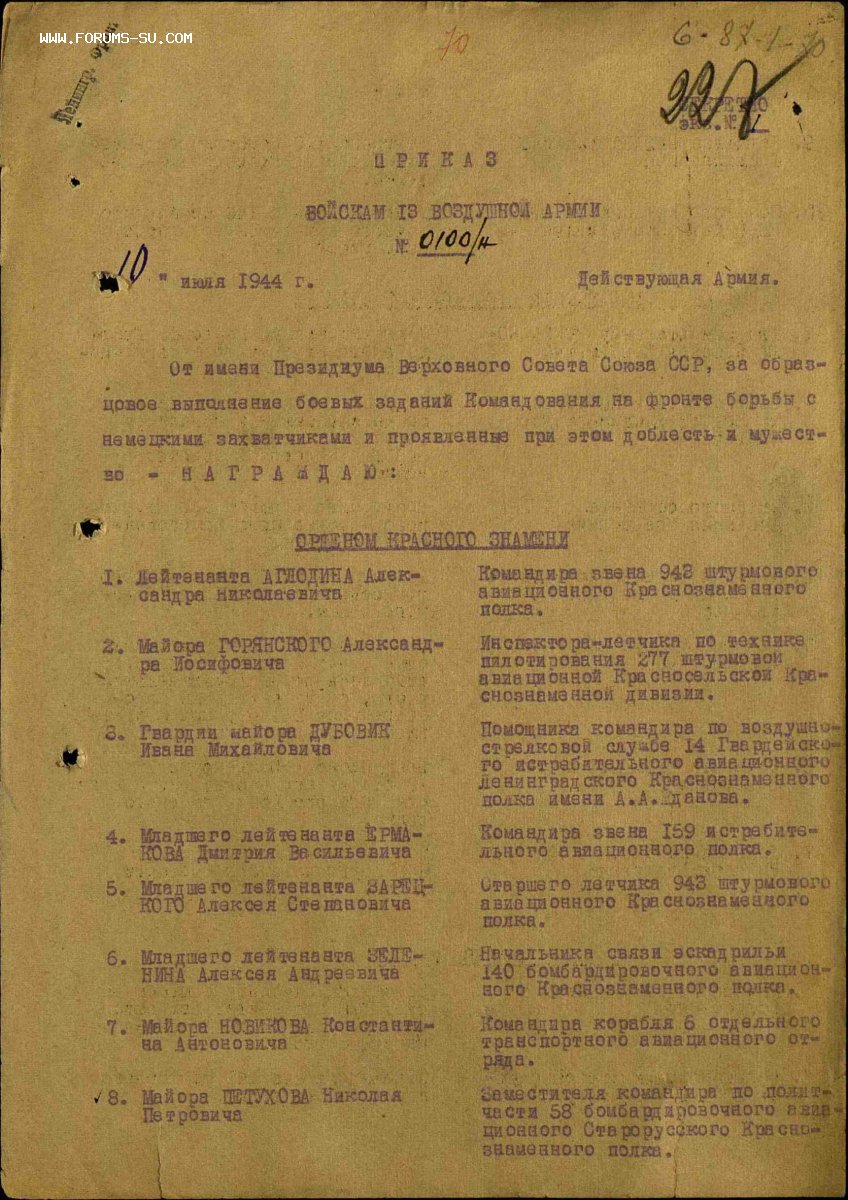 WWW.FORUMS-SU.COM
70
6-87-1-10
Ленингр. фронт
227
СЕКРЕТНО
экз.№ 1
ПРИКАЗ
ВОЙСКАМ 13 ВОЗДУШНОЙ АРМИИ
№ 0100/н
10 " июля 1944 г. Действующая Армия.
От имени Президиума Верховного Совета Союза ССР, за образ-
цовое выполнение боевых заданий Командования на фронте борьбы с
немецкими захватчиками и проявленные при этом доблесть и мужест-
во - НАГРАЖДАЮ:
ОРДЕНОМ КРАСНОГО ЗНАМЕНИ
1. Лейтенанта АГЛОДИНА Алек-
сандра Николаевича
Командира звена 943 штурмового
авиационного Краснознаменного
полка.
2. Майора ГОРЯНСКОГО Александ-
ра Иосифовича
Инспектора-летчика по технике
пилотирования 277 штурмовой
авиационной Красносельской Кра-
снознаменной дивизии.
3. Гвардии майора ДУБОВИК
Ивана Михайловича
Помощника командира по воздушно-
стрелковой службе 14 Гвардейско-
го истребительного авиационного
Ленинградского Краснознаменного
полка имени А.А.Жданова.
4. Младшего лейтенанта ЕРМА-
КОВА Дмитрия Васильевича
Командира звена 159 истребите-
льного авиационного полка.
5. Младшего лейтенанта ЗАРЕЦ-
КОГО Алексея Степановича
Старшего летчика 943 штурмового
авиационного Краснознаменного
полка.
6. Младшего лейтенанта ЗЕЛЕ-
НИНА Алексея Андреевича
Начальника связи эскадрильи
140 бомбардировочного авиацион-
ного Краснознаменного полка.
7. Майора НОВИКОВА Константи-
на Антоновича
Командира корабля 6 отдельного
транспортного авиационного от-
ряда.
8. Майора ПЕТУХОВА Николая
Петровича
Заместителя командира по полит-
части 58 бомбардировочного авиа-
ционного Старорусского Красно-
знаменного полка.